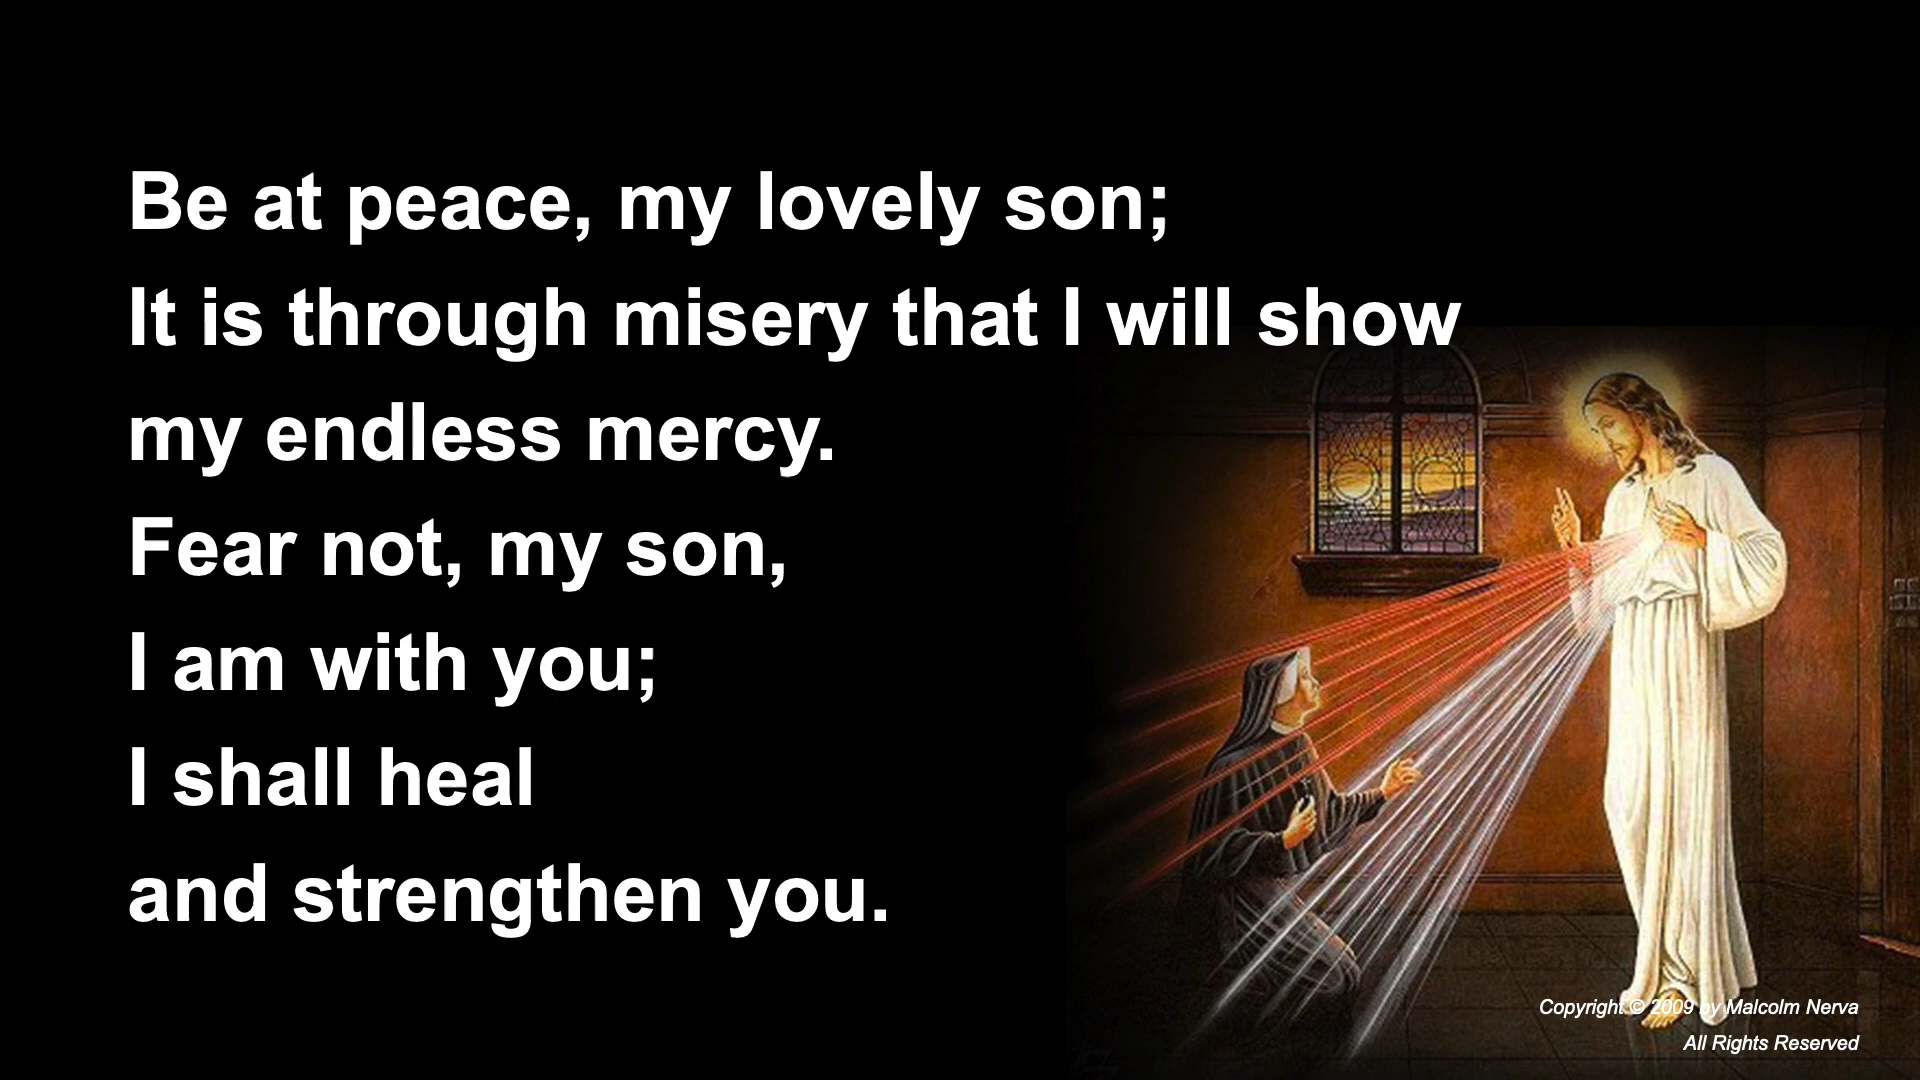 Be at peace, my lovely son;
It is through misery that I will show
my endless mercy.
Fear not, my son,
I am with you;
I shall heal
and strengthen you.
Copyright © 2009 by Malcolm Nerva
All Rights Reserved